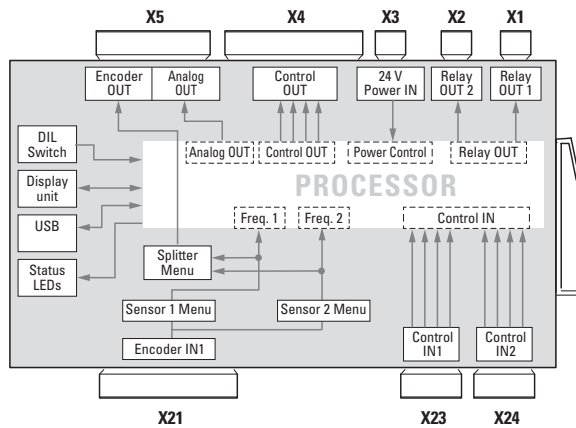 X5
X4
X3
X2
X1
Encoder
OUT
Analog
OUT
Control
OUT
24 V
Power IN
Relay
OUT 2
Relay
OUT 1
DIL
Switch
Display
unit
USB
Status
LEDs
Analog OUT
Control OUT
Power Control
Relay OUT
PROCESSOR
Freq. 1
Freq. 2
Control IN
Splitter
Menu
Sensor 1 Menu
Sensor 2 Menu
Encoder IN1
Control
IN1
Control
IN2
X21
X23
X24